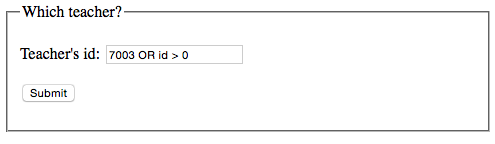 Which teacher?
Teacher's id: 7003 OR id > 0
Submit